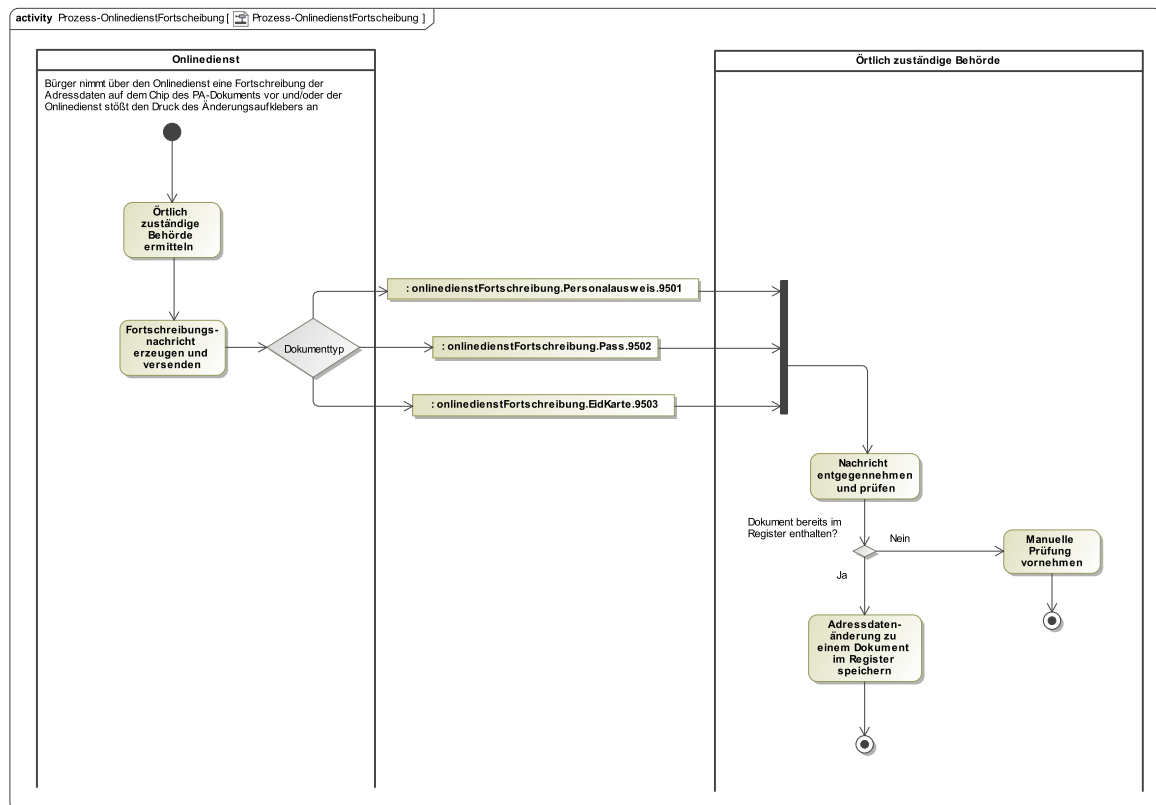 activity Prozess-OnlinedienstFortscheibung [ Prozess-OnlinedienstFortscheibung ]
Onlinedienst
Bürger nimmt über den Onlinedienst eine Fortschreibung der
Adressdaten auf dem Chip des PA-Dokuments vor und/oder der
Onlinedienst stößt den Druck des Änderungsaufklebers an
Örtlich
zuständige
Behörde
ermitteln
Fortschreibungs-
nachricht
erzeugen und
versenden
Dokumenttyp
: onlinedienstFortschreibung.Personalausweis.9501
: onlinedienstFortschreibung.Pass.9502
: onlinedienstFortschreibung.EidKarte.9503
Örtlich zuständige Behörde
Nachricht
entgegennehmen
und prüfen
Dokument bereits im
Register enthalten?
Nein
Manuelle
Prüfung
vornehmen
Ja
Adressdaten-
änderung zu
einem Dokument
im Register
speichern